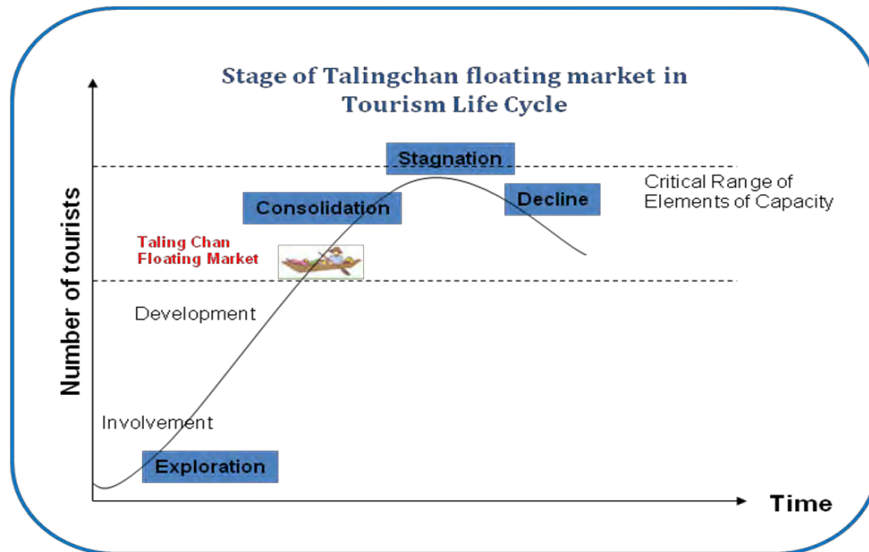 Stage of Talingchan floating market in
Tourism Life Cycle
Stagnation
Critical Range of
Elements of Capacity
Decline
Consolidation
Taling Chan
Floating Market
Development
Involvement
Exploration
Number of tourists
Time